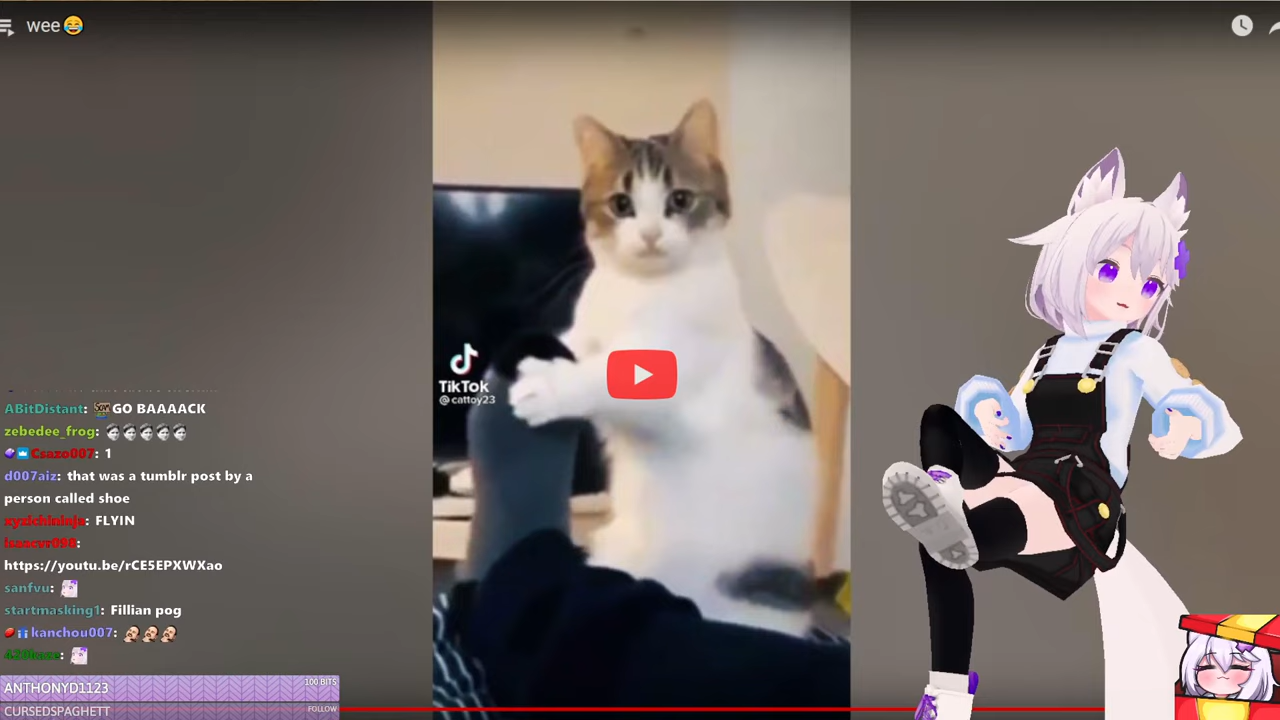 wee😂
TikTok
@cattoy23
ABitDistant: GO BAAAACK
zebedee_frog:
Csazo007: 1
d007aiz: that was a tumblr post by a
person called shoe
xyzichininja: FLYIN
https://youtu.be/rCE5EPXWXao
sanfvu:
startmasking1: Fillian pog
kanchou007:
ANTHONYD1123
100 BITS
CURSEDSPAGHETT
FOLLOW